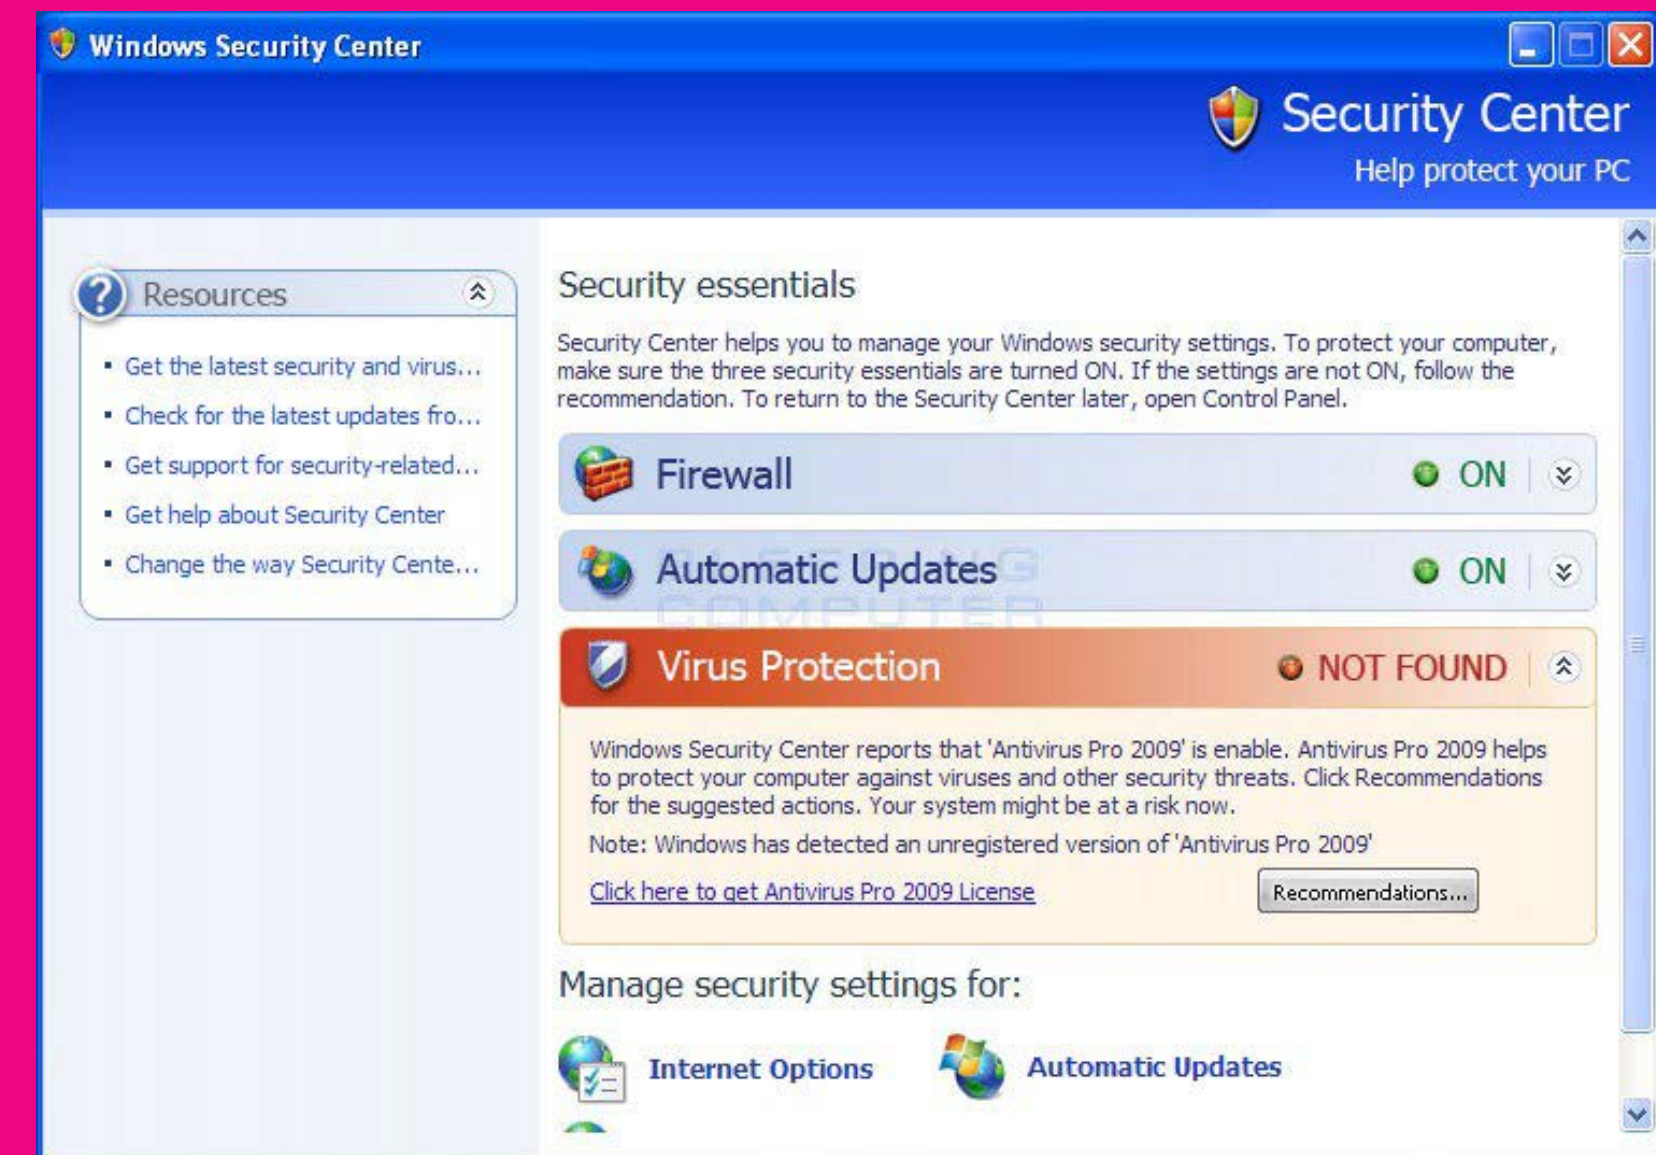 Windows Security Center
Security Center
Help protect your PC
Resources
Get the latest security and virus...
Check for the latest updates fro...
Get support for security-related...
Get help about Security Center
Change the way Security Cente...
Security essentials
Security Center helps you to manage your Windows security settings. To protect your computer,
make sure the three security essentials are turned ON. If the settings are not ON, follow the
recommendation. To return to the Security Center later, open Control Panel.
Firewall ON
Automatic Updates ON
BLEEPING
COMPUTER
Virus Protection NOT FOUND
Windows Security Center reports that 'Antivirus Pro 2009' is enable. Antivirus Pro 2009 helps
to protect your computer against viruses and other security threats. Click Recommendations
for the suggested actions. Your system might be at a risk now.
Note: Windows has detected an unregistered version of 'Antivirus Pro 2009'
Click here to get Antivirus Pro 2009 License Recommendations...
Manage security settings for:
Internet Options Automatic Updates